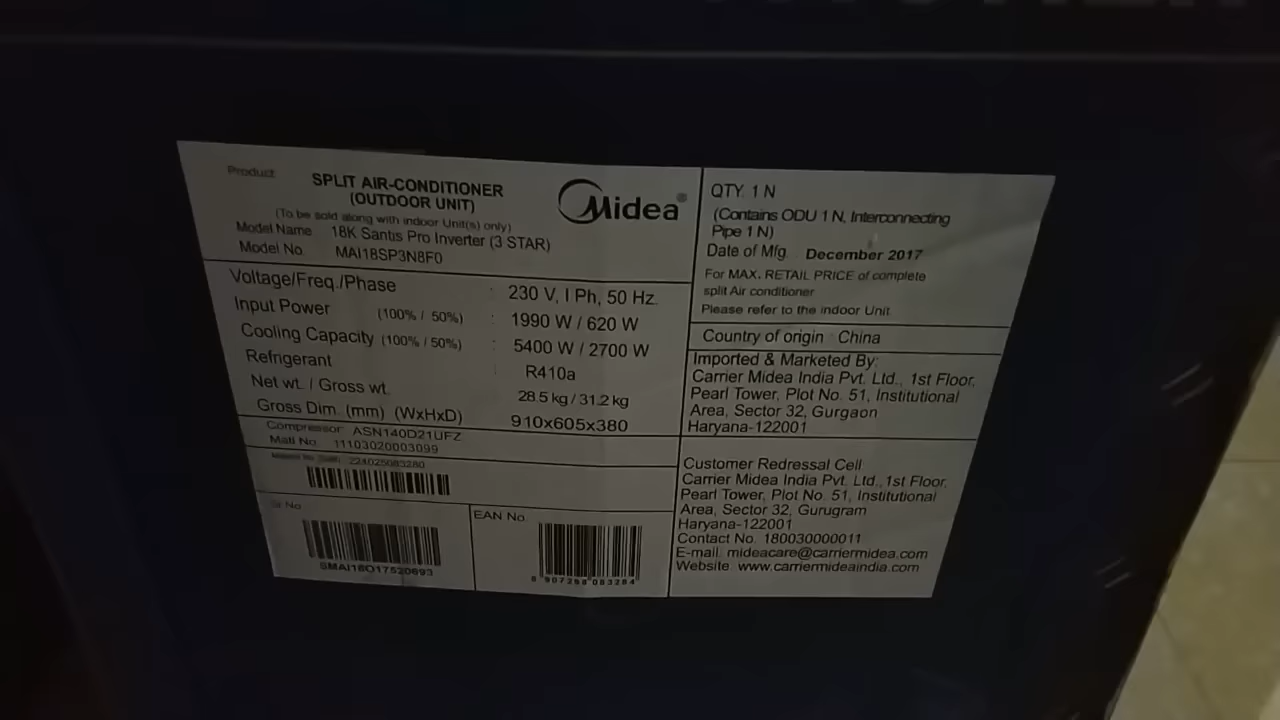 Product
SPLIT AIR-CONDITIONER
(OUTDOOR UNIT)
(To be sold along with indoor Unit(s) only)
Midea®
Model Name 18K Santis Pro Inverter (3 STAR)
Model No. MAI18SP3N8F0
Voltage/Freq./Phase : 230 V, I Ph, 50 Hz.
Input Power (100% / 50%) : 1990 W / 620 W
Cooling Capacity (100% / 50%) : 5400 W / 2700 W
Refrigerant : R410a
Net wt. / Gross wt. 28.5 kg / 31.2 kg
Gross Dim. (mm) (WxHxD) 910x605x380
Compressor: ASN140D21UFZ
Matl No. 11103020003099
224025083280
Sr No.
SMAI18O17520693
EAN No.
8 907258 083284
QTY. 1 N
(Contains ODU 1 N, Interconnecting
Pipe 1 N)
Date of Mfg. December 2017
For MAX. RETAIL PRICE of complete
split Air conditioner
Please refer to the indoor Unit.
Country of origin : China
Imported & Marketed By:
Carrier Midea India Pvt. Ltd., 1st Floor,
Pearl Tower, Plot No. 51, Institutional
Area, Sector 32, Gurgaon
Haryana-122001
Customer Redressal Cell
Carrier Midea India Pvt. Ltd., 1st Floor,
Pearl Tower, Plot No. 51, Institutional
Area, Sector 32, Gurugram
Haryana-122001
Contact No. 180030000011
E-mail: mideacare@carriermidea.com
Website: www.carriermideaindia.com